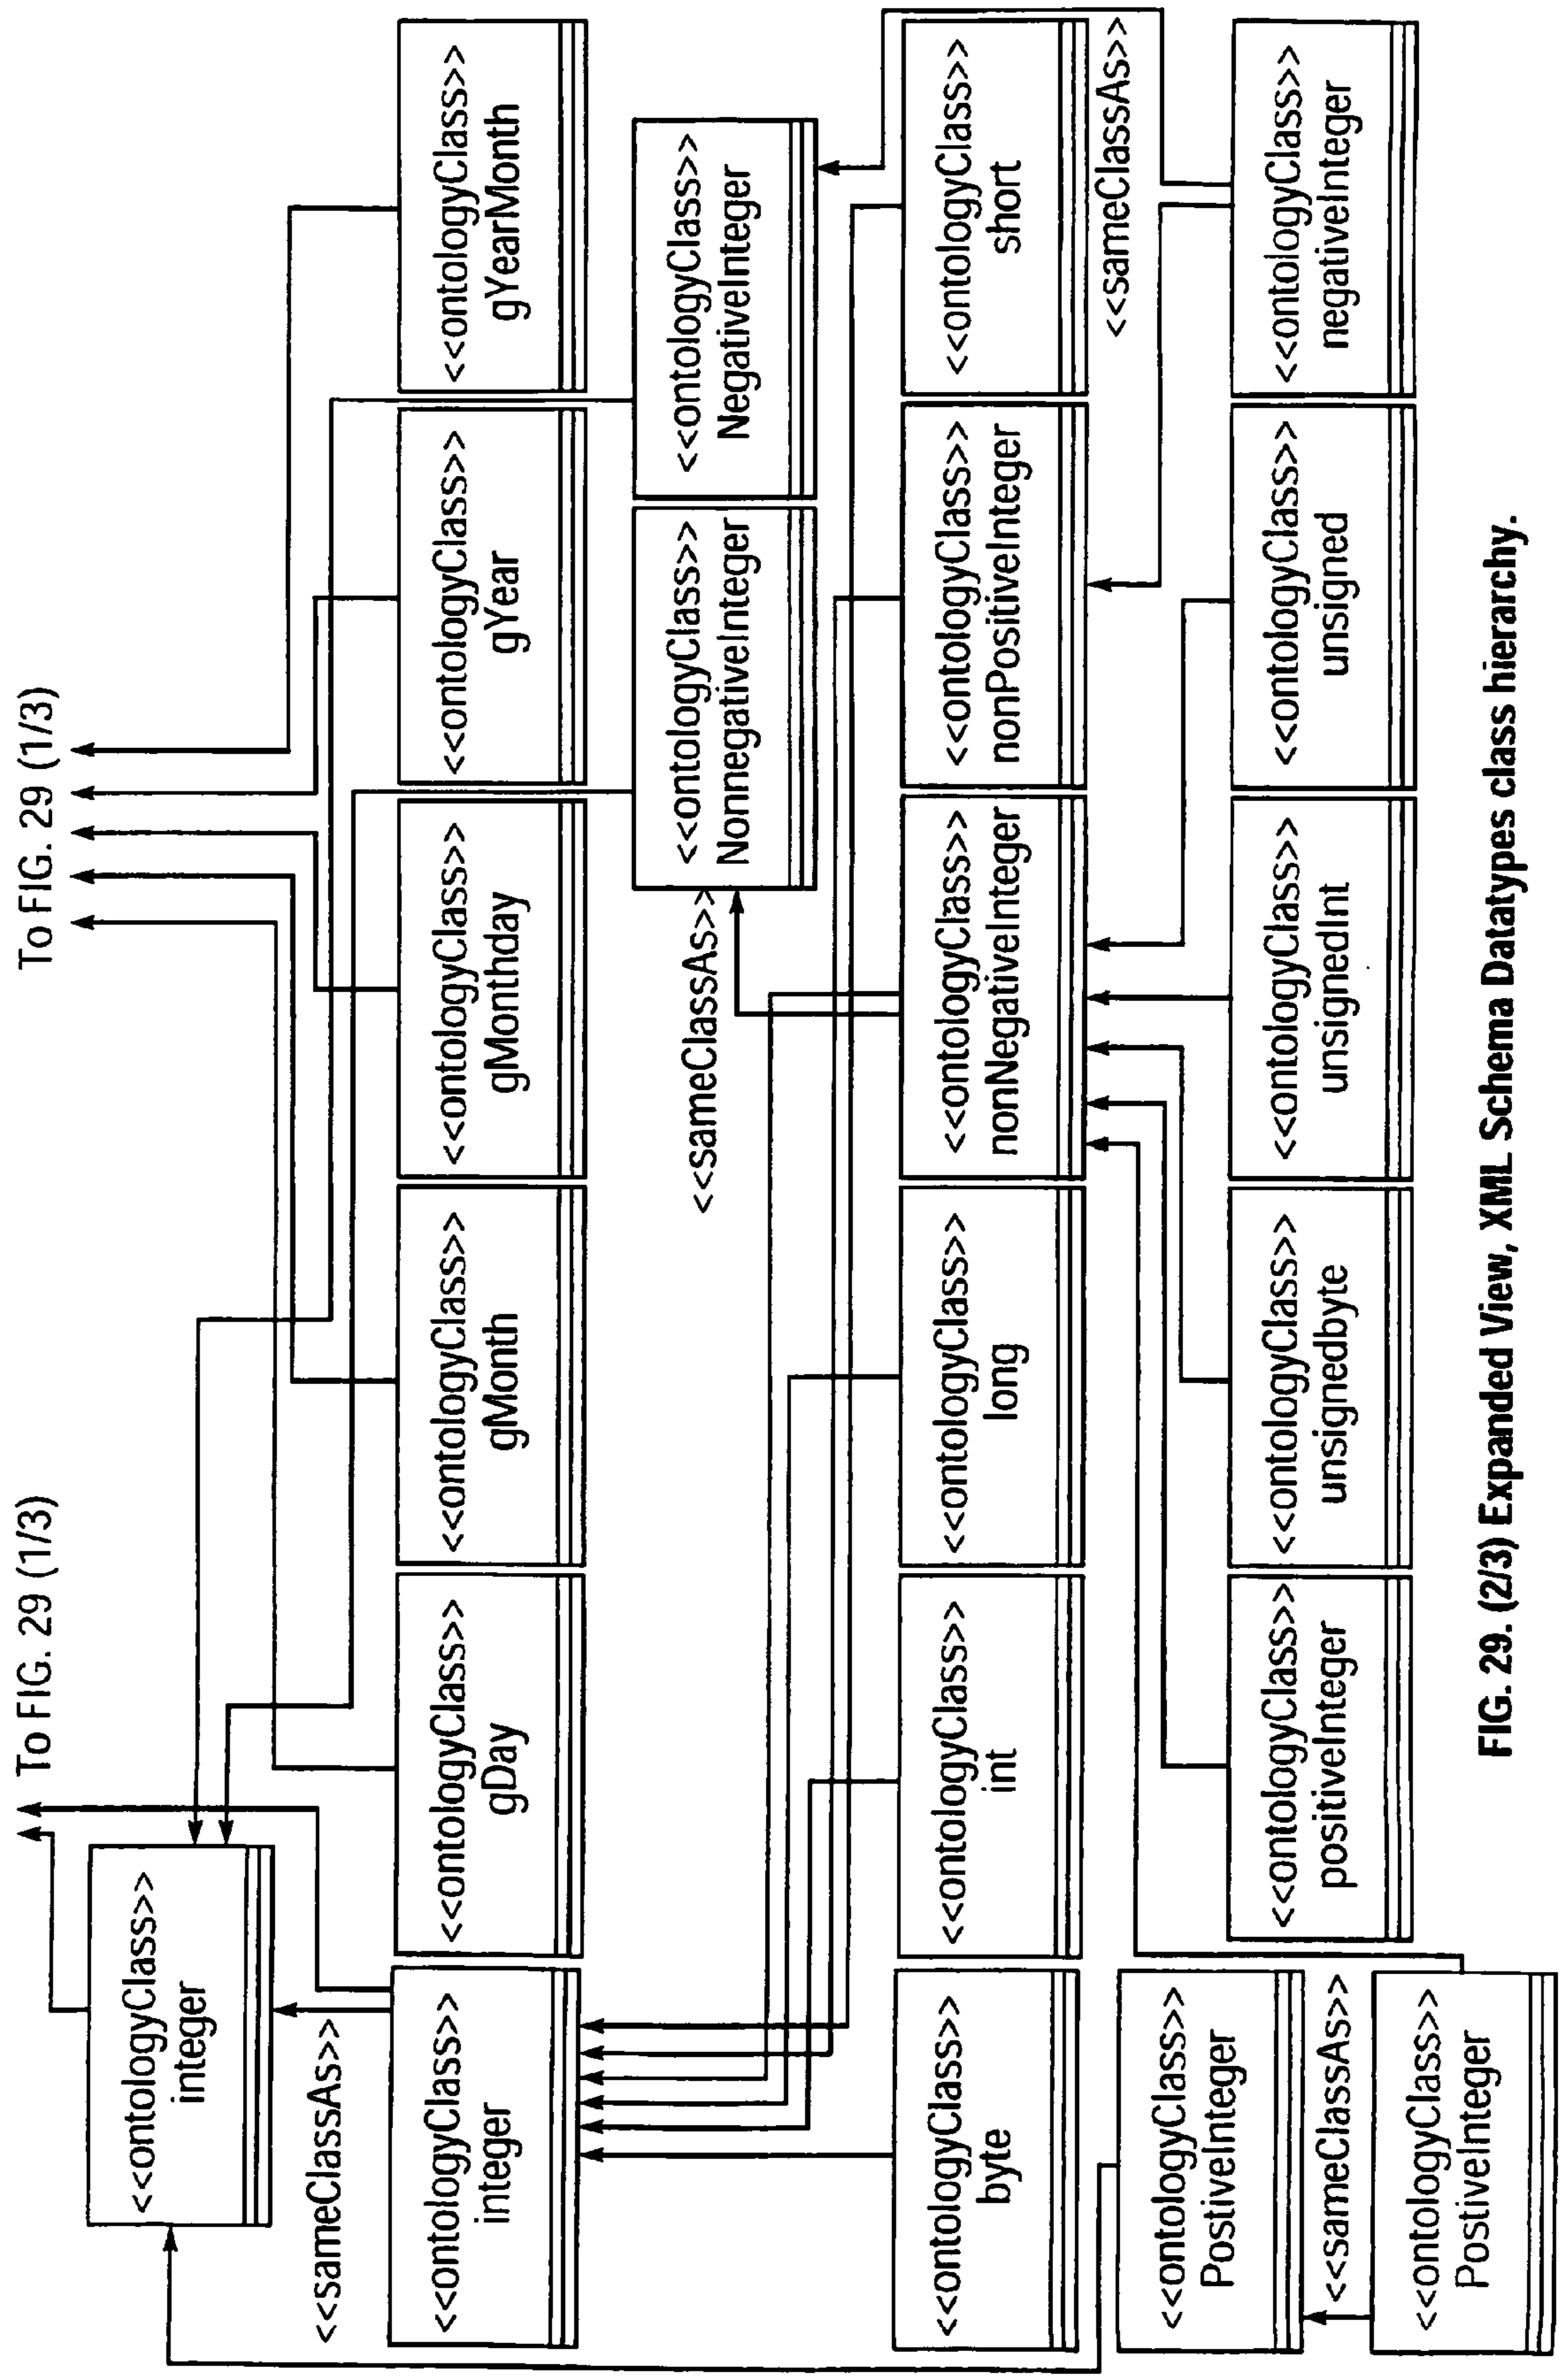 To FIG. 29 (1/3)
To FIG. 29 (1/3)
<<ontologyClass>>
integer
<<sameClassAs>>
<<ontologyClass>>
integer
<<ontologyClass>>
gDay
<<ontologyClass>>
gMonth
<<ontologyClass>>
gMonthday
<<ontologyClass>>
gYear
<<ontologyClass>>
gYearMonth
<<sameClassAs>>
<<ontologyClass>>
NonnegativeInteger
<<ontologyClass>>
NegativeInteger
<<ontologyClass>>
byte
<<ontologyClass>>
int
<<ontologyClass>>
long
<<ontologyClass>>
nonNegativeInteger
<<ontologyClass>>
nonPositiveInteger
<<ontologyClass>>
short
<<sameClassAs>>
<<ontologyClass>>
PostiveInteger
<<ontologyClass>>
positiveInteger
<<ontologyClass>>
unsignedbyte
<<ontologyClass>>
unsignedInt
<<ontologyClass>>
unsigned
<<ontologyClass>>
negativeInteger
<<sameClassAs>>
<<ontologyClass>>
PostiveInteger
FIG. 29. (2/3) Expanded View, XML Schema Datatypes class hierarchy.